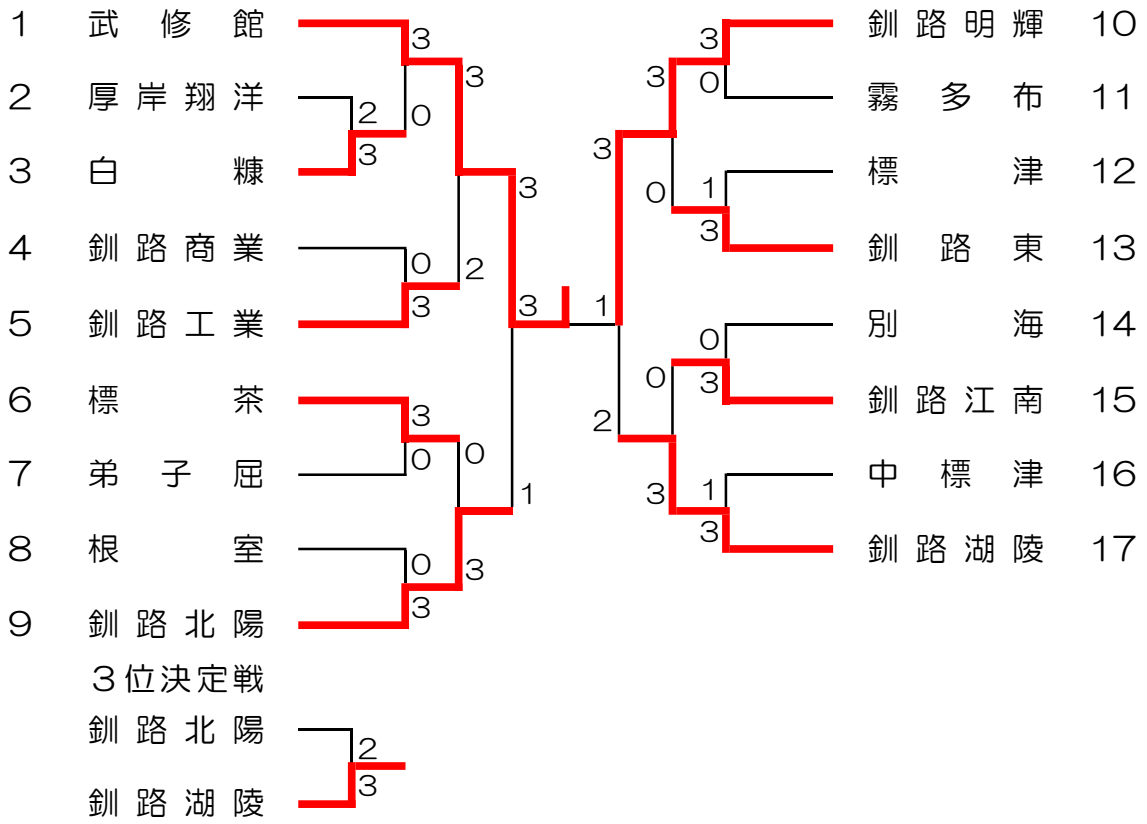 1 武修館
3
3
0
2 厚岸翔洋
2
3
3 白糠
3
4 釧路商業
0
2
3
5 釧路工業
3
6 標茶
3
0
0
7 弟子屈
1
8 根室
0
3
3
9 釧路北陽
釧路明輝 10
3
3
0
霧多布 11
3
標津 12
0
1
3
釧路東 13
1
別海 14
0
0
3
釧路江南 15
2
中標津 16
3
1
3
釧路湖陵 17
3位決定戦
釧路北陽
2
3
釧路湖陵